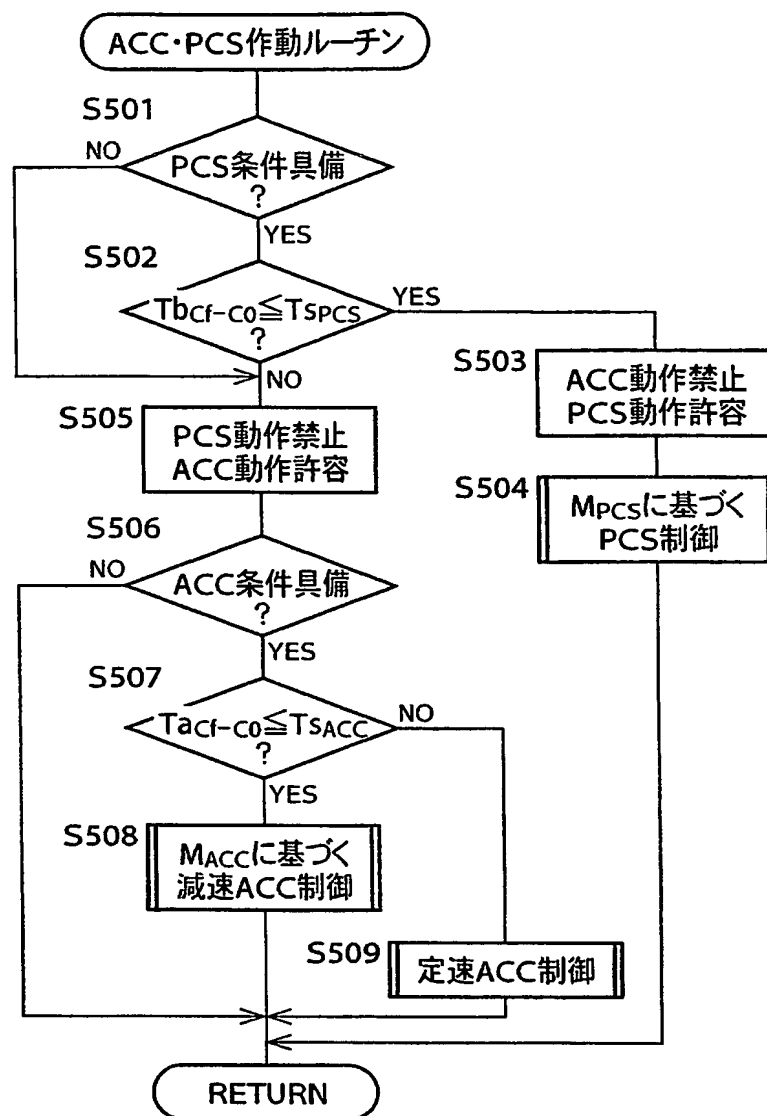 ACC・PCS作動ルーチン
S501
NO
PCS条件具備
?
YES
S502
TbCf-C0≦TsPCS
?
YES
NO
S503
ACC動作禁止
PCS動作許容
S505
PCS動作禁止
ACC動作許容
S504
MPCSに基づく
PCS制御
S506
NO
ACC条件具備
?
YES
S507
TaCf-C0≦TsACC
?
NO
YES
S508
MACCに基づく
減速ACC制御
S509
定速ACC制御
RETURN